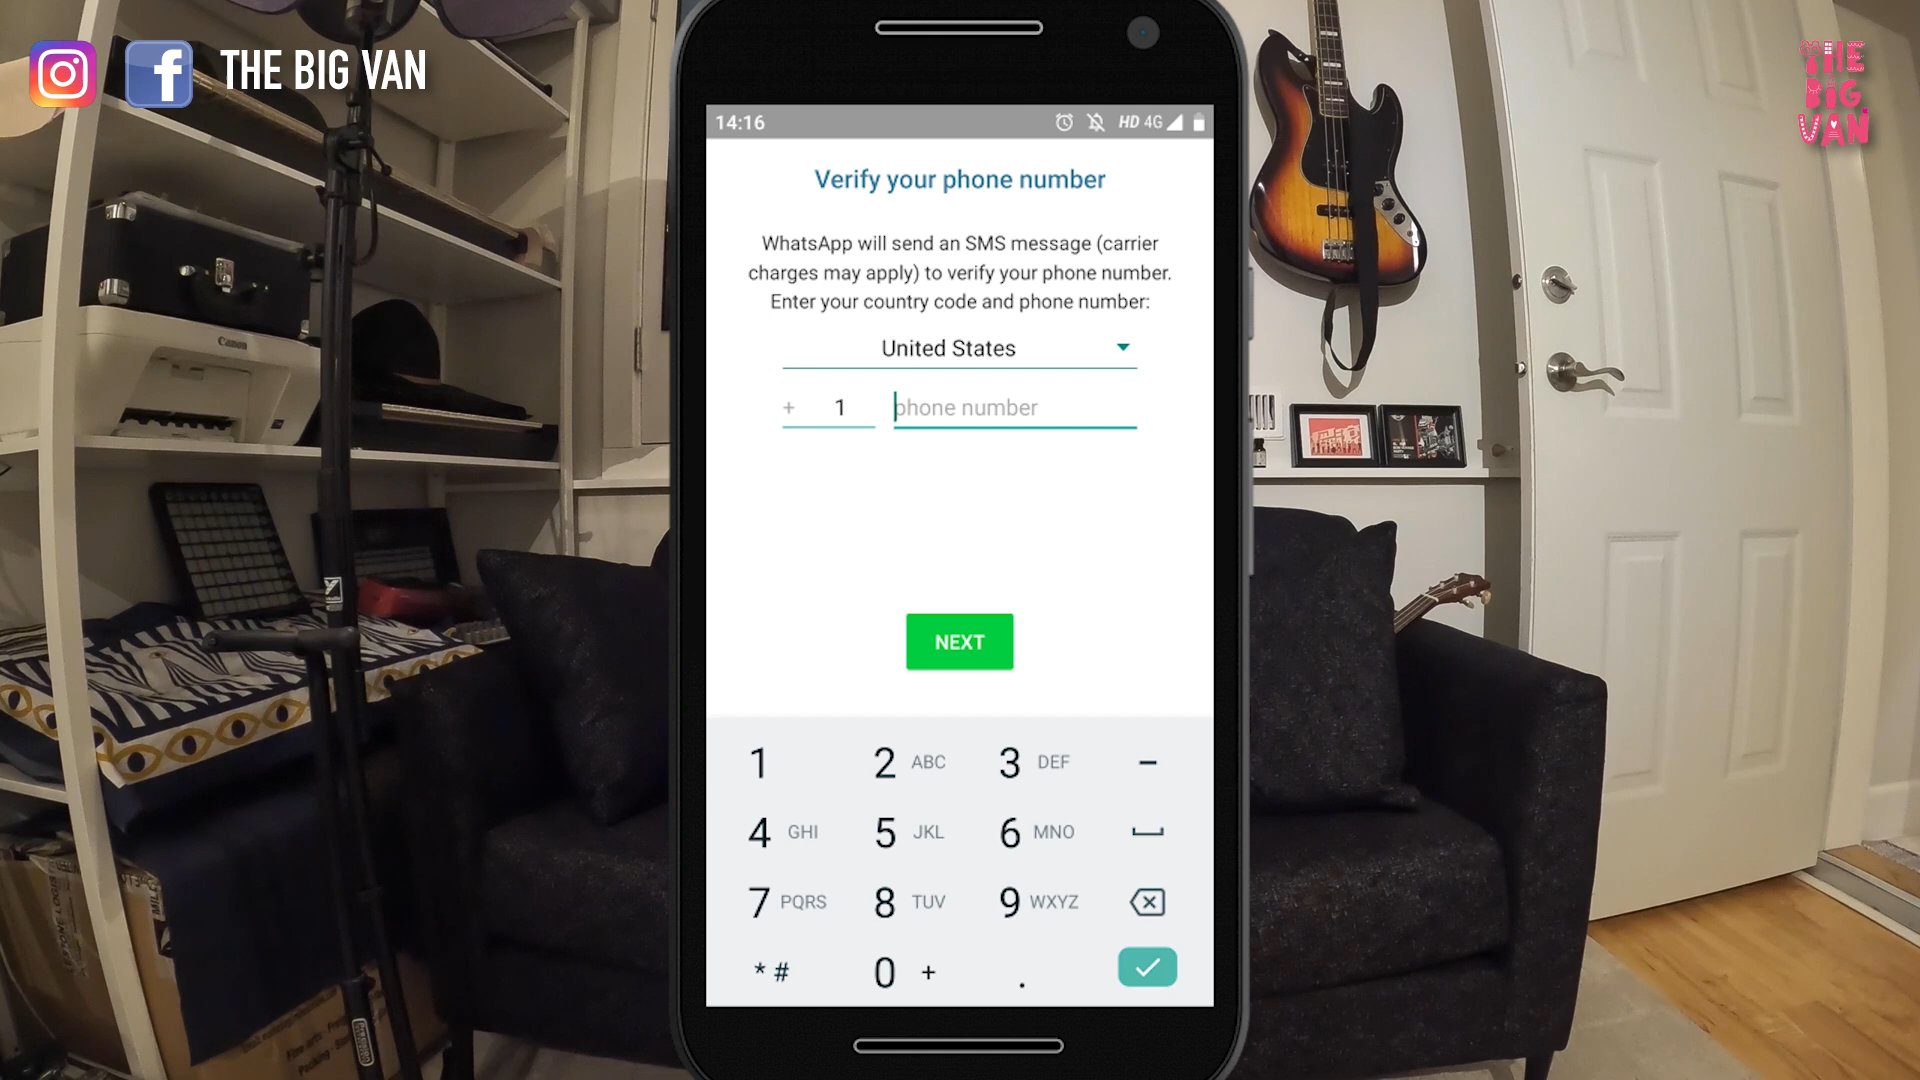 THE BIG VAN
THE
BIG
VAN
14:16
HD 4G
Verify your phone number
WhatsApp will send an SMS message (carrier
charges may apply) to verify your phone number.
Enter your country code and phone number:
United States
+ 1 phone number
NEXT
1 2 ABC 3 DEF –
4 GHI 5 JKL 6 MNO
7 PQRS 8 TUV 9 WXYZ
* # 0 + .
Canon